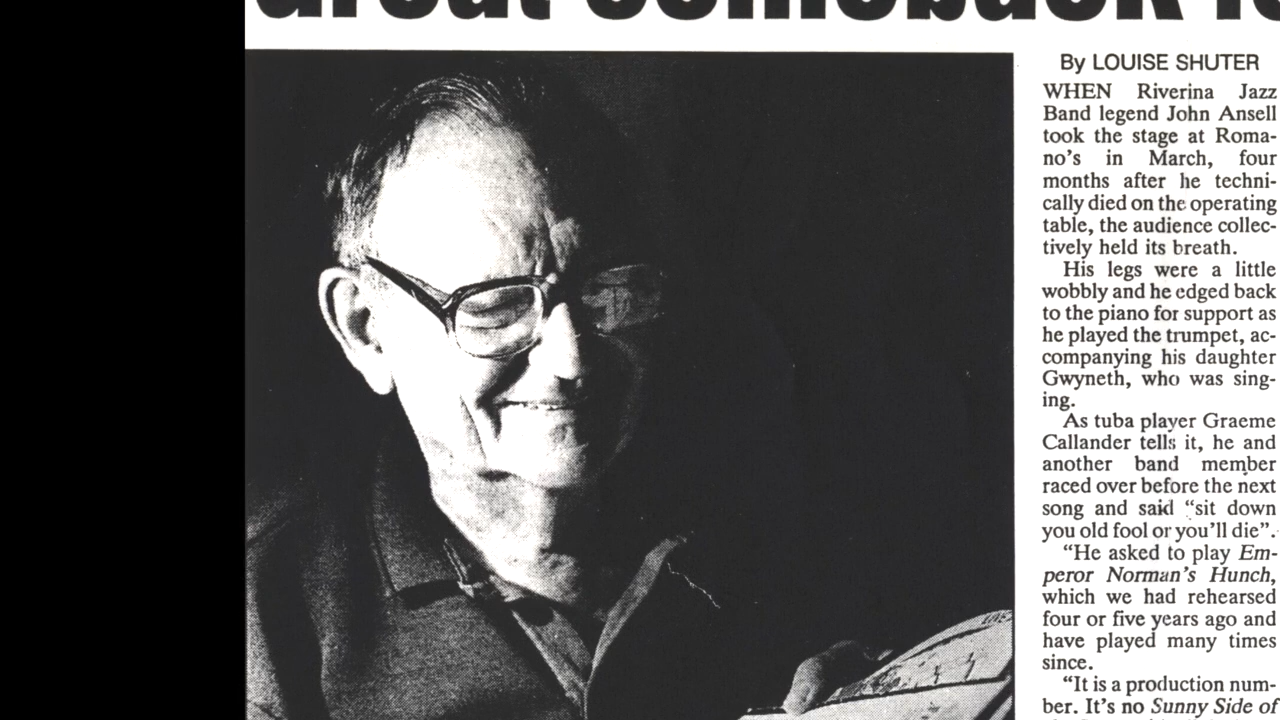 Great comeback
By LOUISE SHUTER
WHEN Riverina Jazz
Band legend John Ansell
took the stage at Roma-
no's in March, four
months after he techni-
cally died on the operating
table, the audience collec-
tively held its breath.
His legs were a little
wobbly and he edged back
to the piano for support as
he played the trumpet, ac-
companying his daughter
Gwyneth, who was sing-
ing.
As tuba player Graeme
Callander tells it, he and
another band member
raced over before the next
song and said “sit down
you old fool or you'll die”.
“He asked to play Em-
peror Norman's Hunch,
which we had rehearsed
four or five years ago and
have played many times
since.
“It is a production num-
ber. It's no Sunny Side of